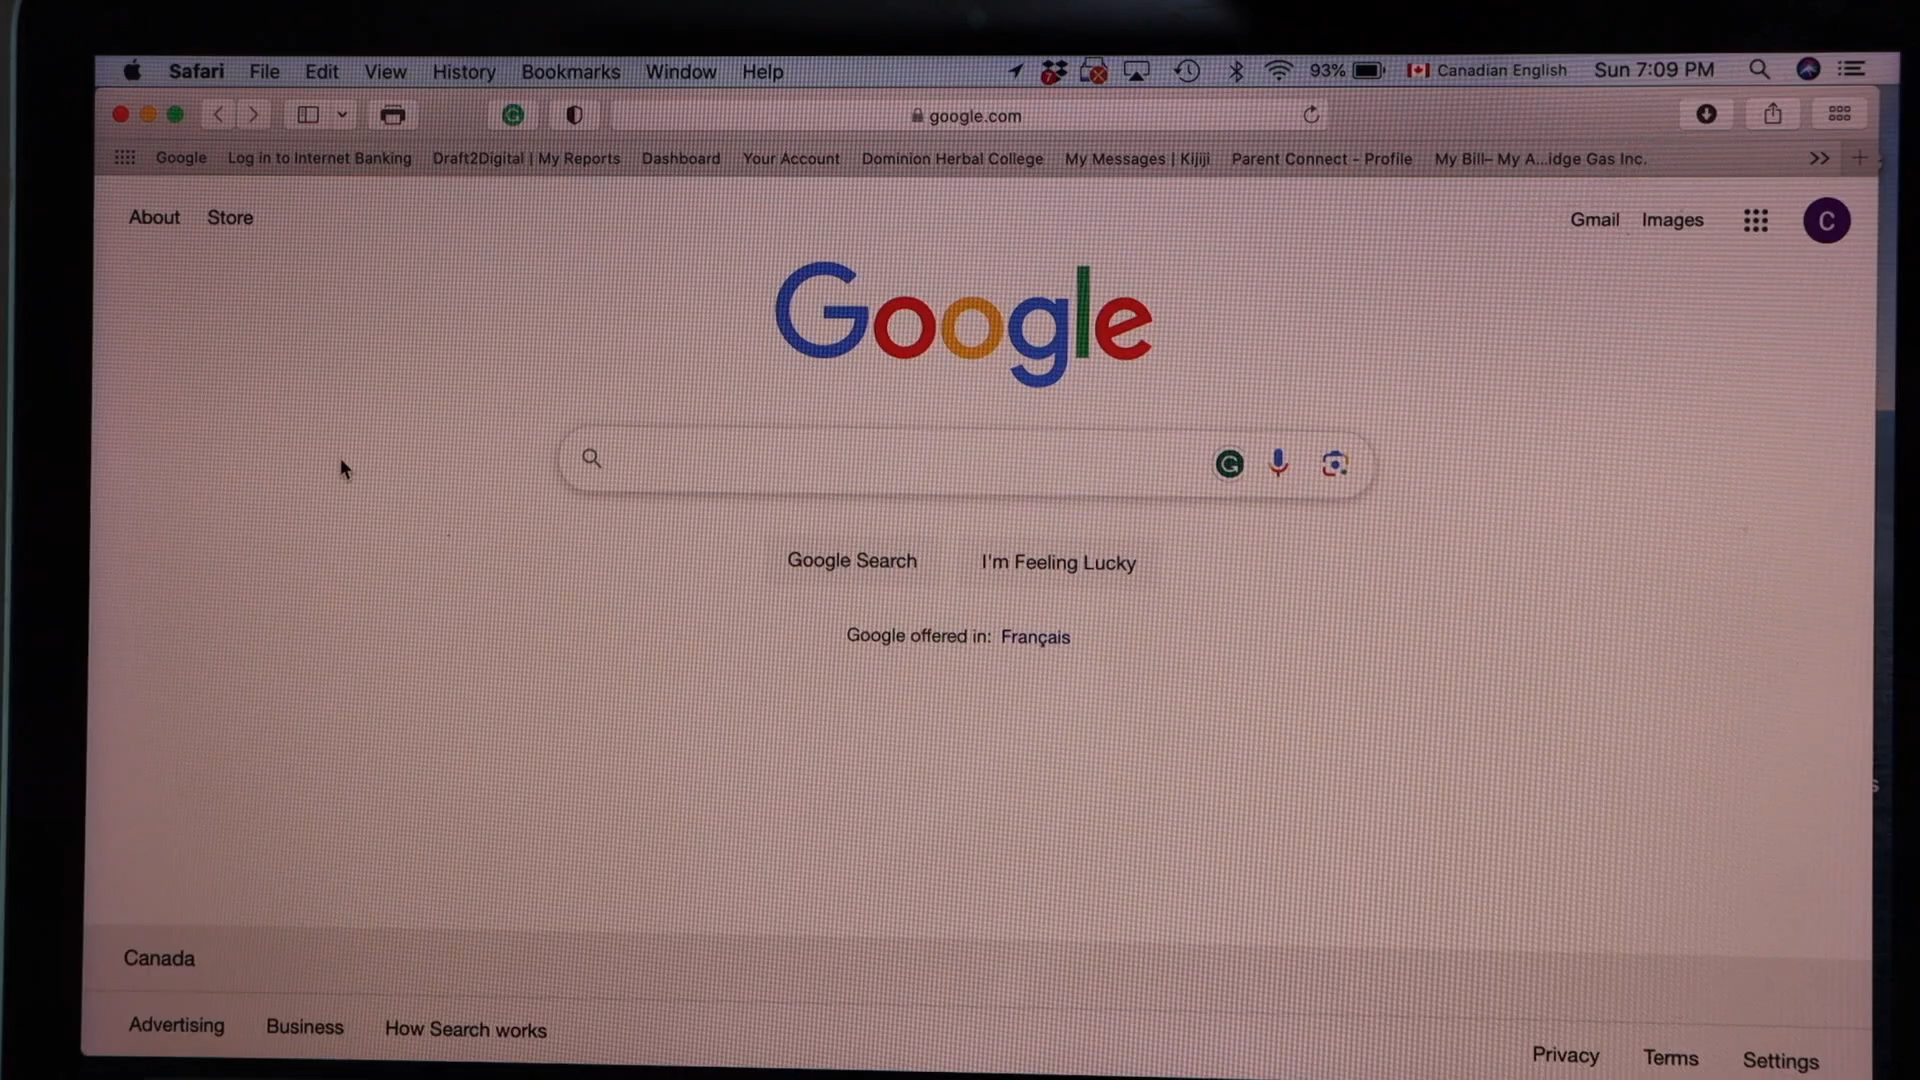 Safari File Edit View History Bookmarks Window Help 7 93% Canadian English Sun 7:09 PM
google.com
Google Log in to Internet Banking Draft2Digital | My Reports Dashboard Your Account Dominion Herbal College My Messages | Kijiji Parent Connect - Profile My Bill– My A...idge Gas Inc. >> +
About Store Gmail Images C
Google
G
Google Search I'm Feeling Lucky
Google offered in: Français
s
Canada
Advertising Business How Search works
Privacy Terms Settings